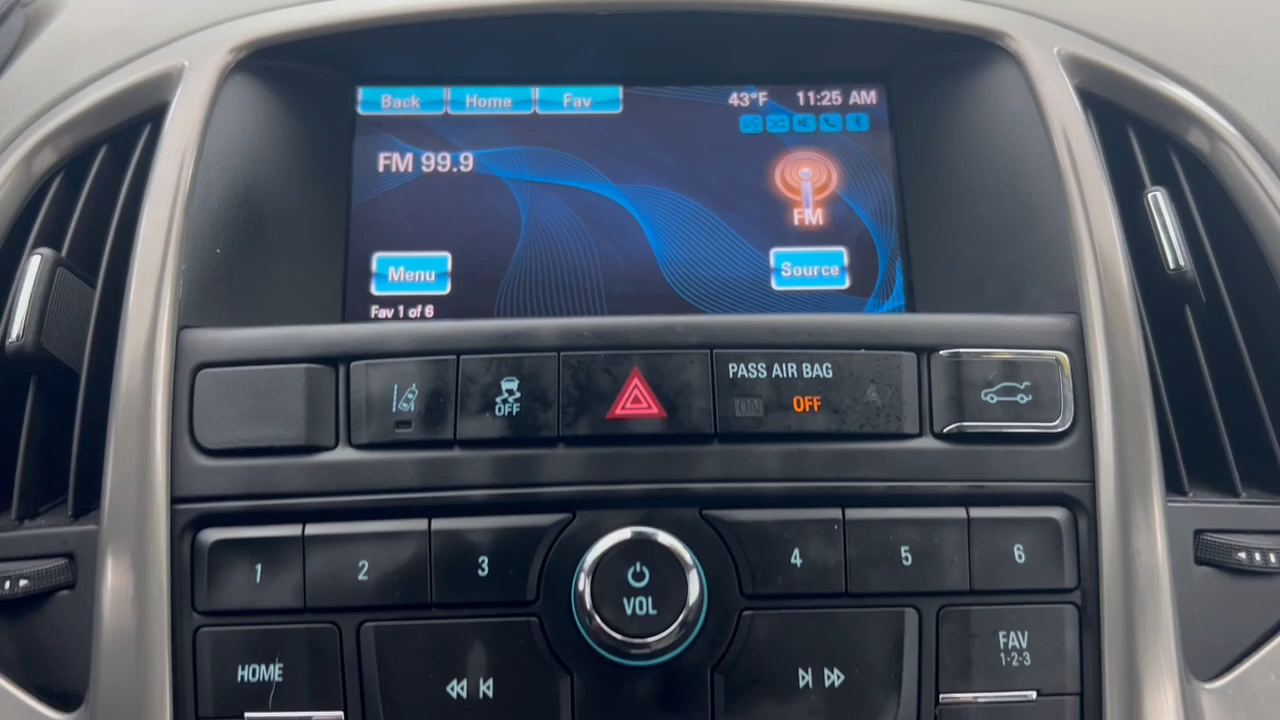 Back Home Fav
43°F 11:25 AM
FM 99.9
FM
Menu
Source
Fav 1 of 6
OFF
PASS AIR BAG
ON OFF
1 2 3
VOL
4 5 6
HOME
FAV
1-2-3